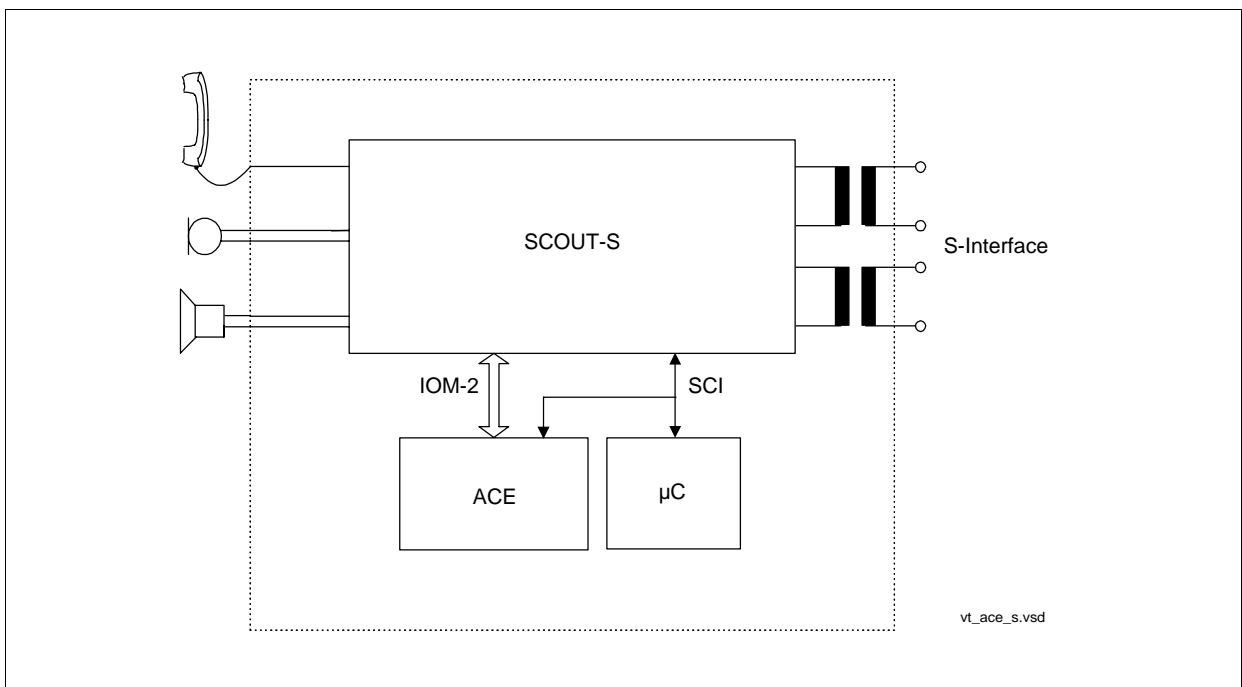 SCOUT-S
S-Interface
IOM-2
SCI
ACE
µC
vt_ace_s.vsd